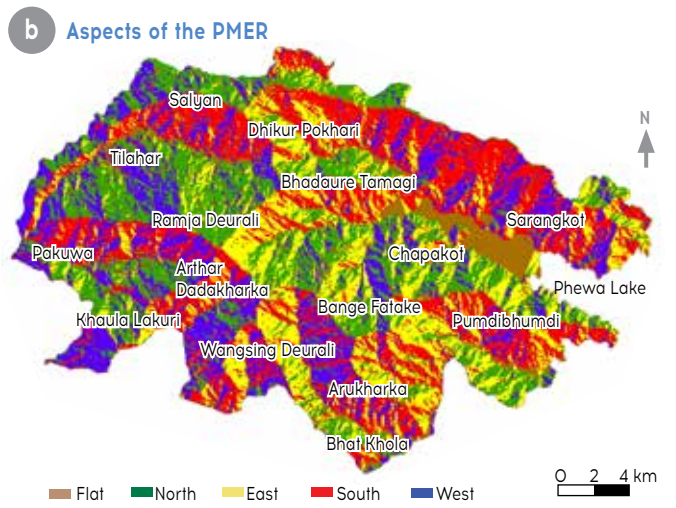 b Aspects of the PMER
N
Salyan
Dhikur Pokhari
Tilahar
Bhadaure Tamagi
Ramja Deurali
Sarangkot
Pakuwa
Chapakot
Arthar
Dadakharka
Phewa Lake
Bange Fatake
Khaula Lakuri
Pumdibhumdi
Wangsing Deurali
Arukharka
Bhat Khola
0 2 4 km
Flat North East South West